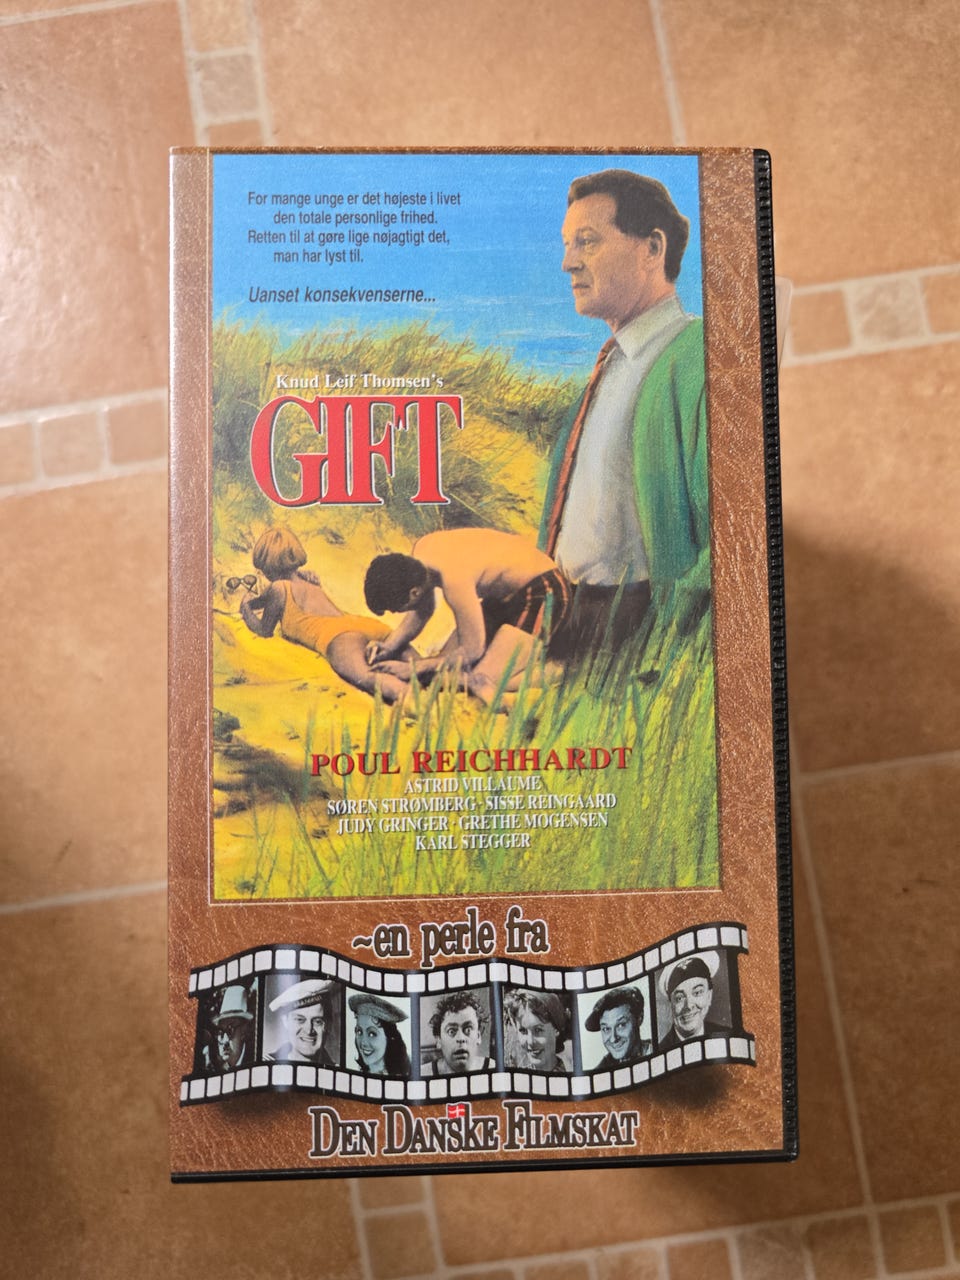 For mange unge er det højeste i livet
den totale personlige frihed.
Retten til at gøre lige nøjagtigt det,
man har lyst til.
Uanset konsekvenserne...
Knud Leif Thomsen's
GIFT
POUL REICHHARDT
ASTRID VILLAUME
SØREN STRØMBERG · SISSE REINGAARD
JUDY GRINGER · GRETHE MOGENSEN
KARL STEGGER
~en perle fra
DEN DANSKE FILMSKAT